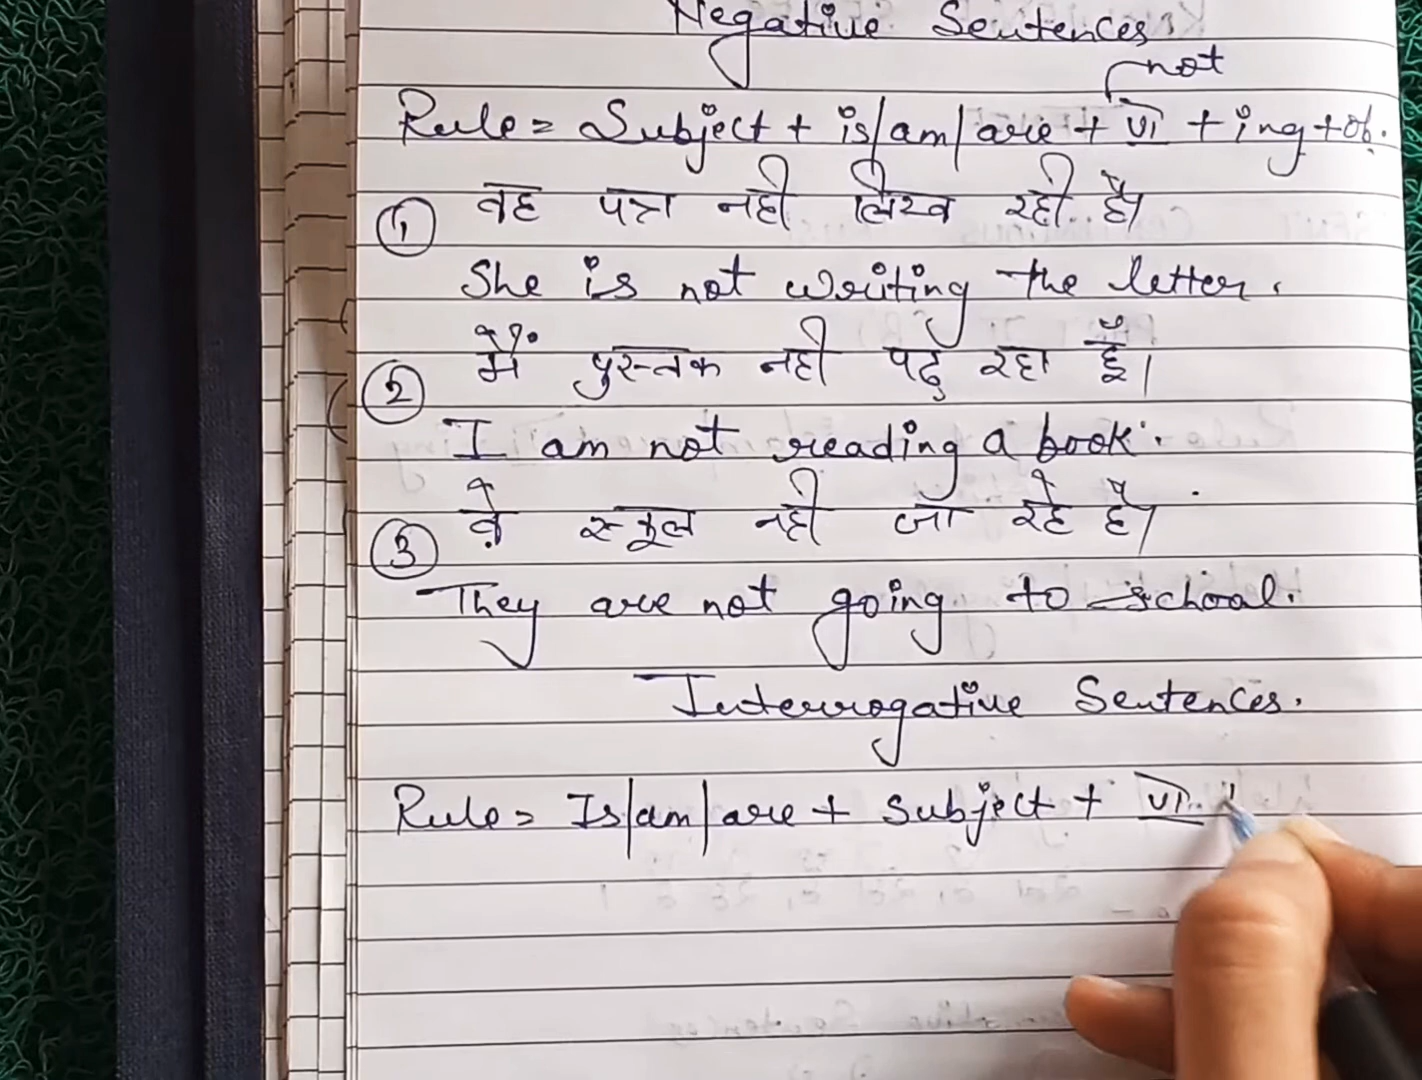 Negative Sentences
not
Rule = Subject + is/am/are + V1 + ing + Ob.
① वह पत्र नही लिख रही है।
She is not writing the letter.
② मैं पुस्तक नही पढ़ रहा हूँ।
I am not reading a book.
③ वे स्कूल नही जा रहे है।
They are not going to school.
Interrogative Sentences.
Rule = Is/am/are + Subject + V1